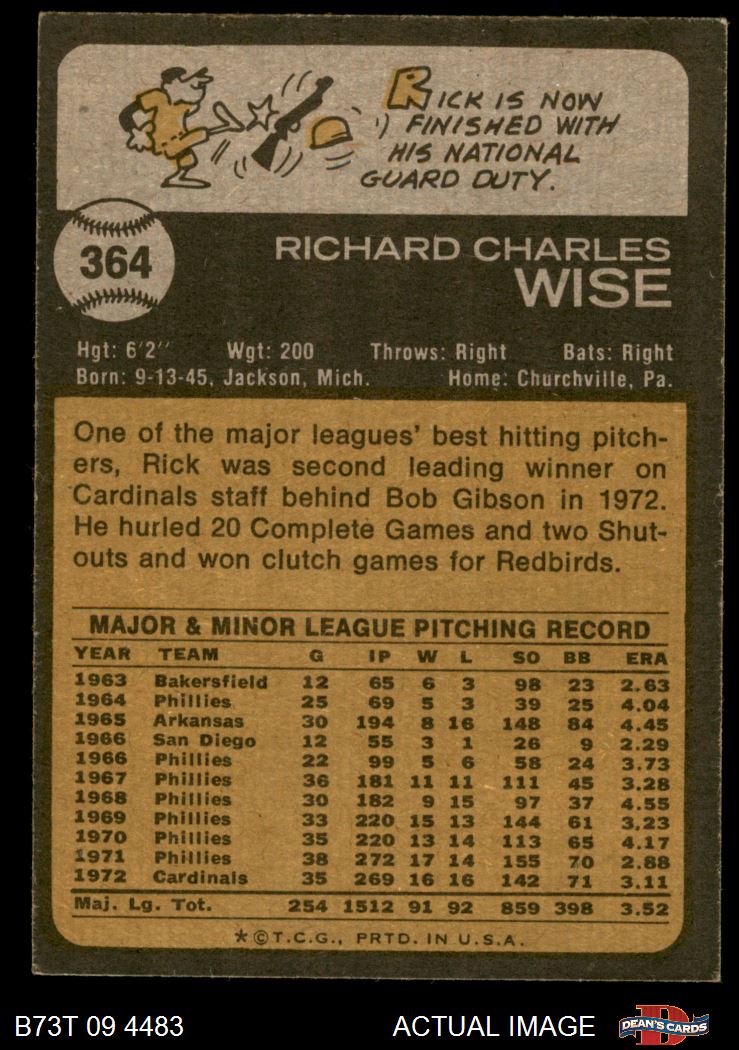 RICK IS NOW
FINISHED WITH
HIS NATIONAL
GUARD DUTY.
364
RICHARD CHARLES
WISE
Hgt: 6'2" Wgt: 200 Throws: Right Bats: Right
Born: 9-13-45, Jackson, Mich. Home: Churchville, Pa.
One of the major leagues' best hitting pitch-
ers, Rick was second leading winner on
Cardinals staff behind Bob Gibson in 1972.
He hurled 20 Complete Games and two Shut-
outs and won clutch games for Redbirds.
MAJOR & MINOR LEAGUE PITCHING RECORD
YEAR TEAM G IP W L SO BB ERA
1963 Bakersfield 12 65 6 3 98 23 2.63
1964 Phillies 25 69 5 3 39 25 4.04
1965 Arkansas 30 194 8 16 148 84 4.45
1966 San Diego 12 55 3 1 26 9 2.29
1966 Phillies 22 99 5 6 58 24 3.73
1967 Phillies 36 181 11 11 111 45 3.28
1968 Phillies 30 182 9 15 97 37 4.55
1969 Phillies 33 220 15 13 144 61 3.23
1970 Phillies 35 220 13 14 113 65 4.17
1971 Phillies 38 272 17 14 155 70 2.88
1972 Cardinals 35 269 16 16 142 71 3.11
Maj. Lg. Tot. 254 1512 91 92 859 398 3.52
*©T.C.G., PRTD. IN U.S.A.
B73T 09 4483 ACTUAL IMAGE D DEAN'S CARDS